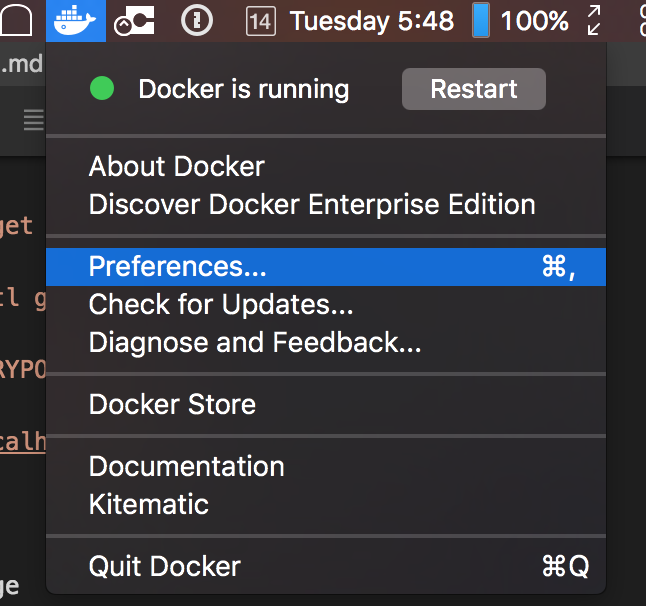 14 Tuesday 5:48 100%
.md
Docker is running Restart
About Docker
Discover Docker Enterprise Edition
get
Preferences... ⌘,
tl g
Check for Updates...
Diagnose and Feedback...
RYPO
Docker Store
calh
Documentation
Kitematic
Quit Docker ⌘Q
ge